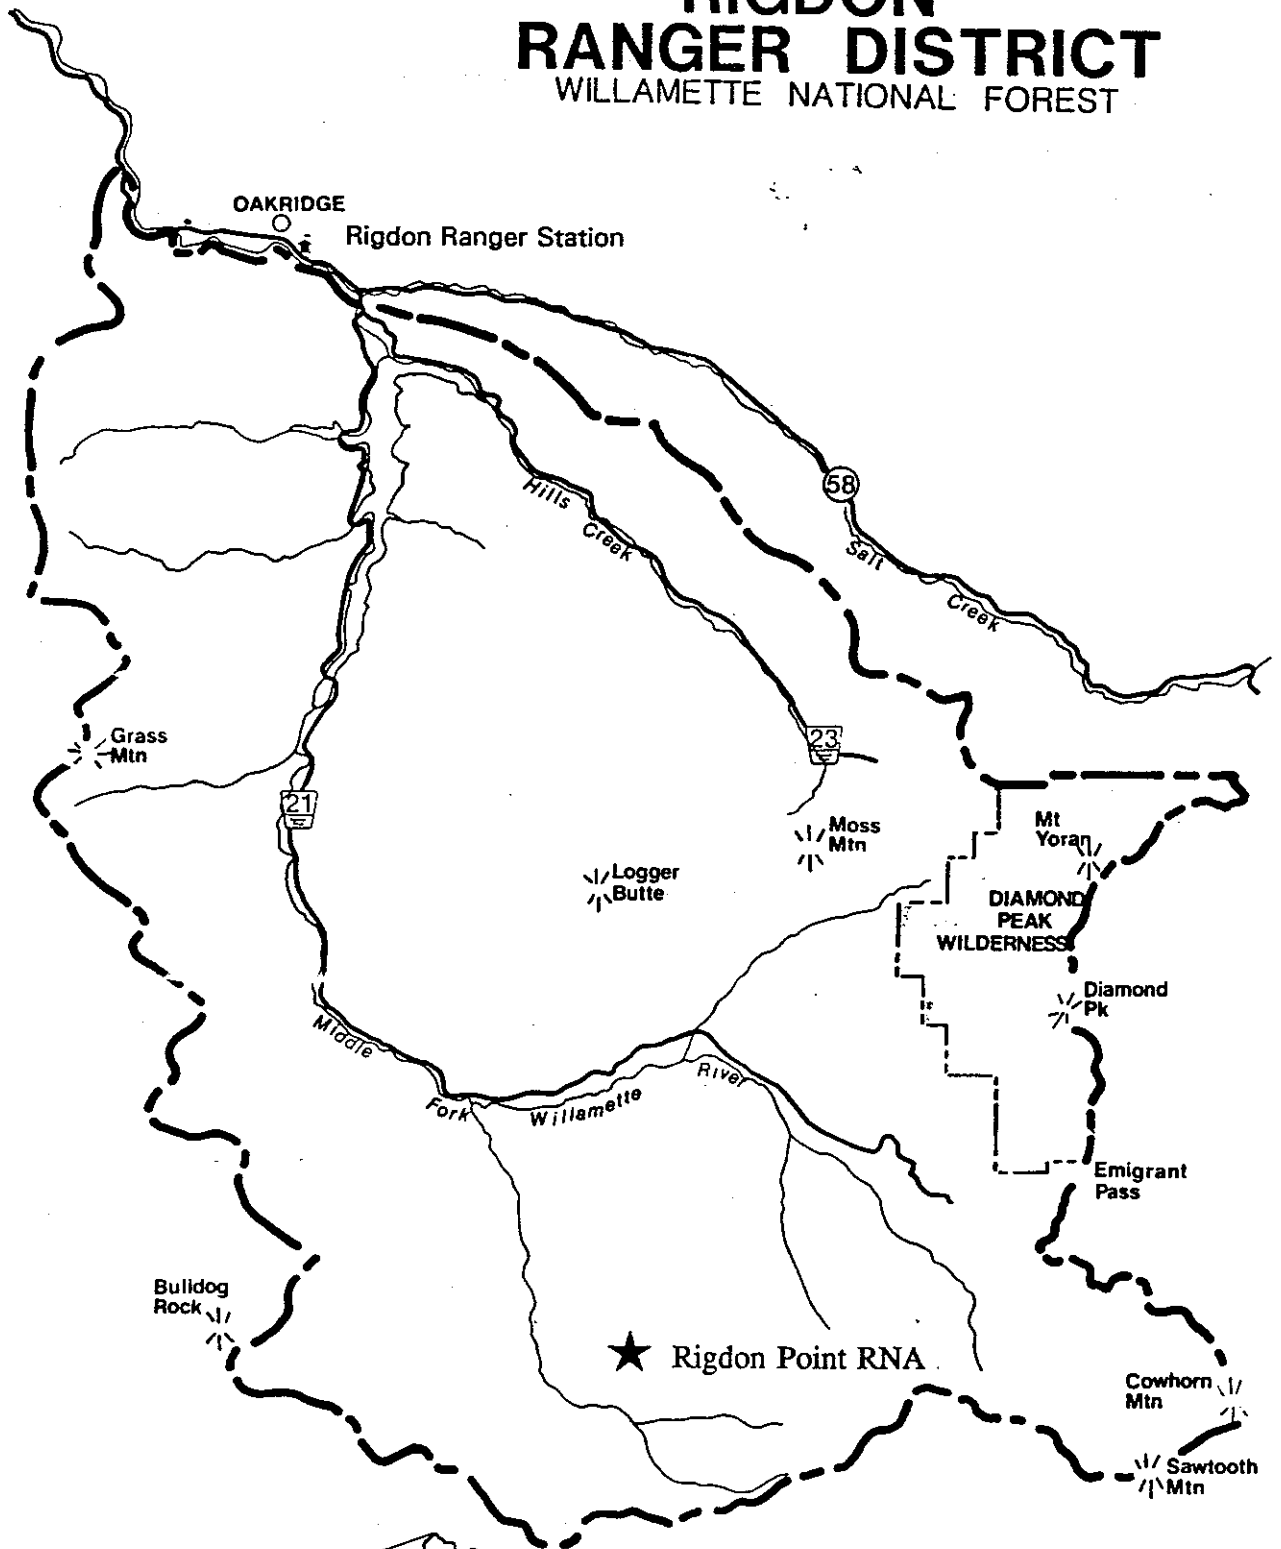 RIGDON
RANGER DISTRICT
WILLAMETTE NATIONAL FOREST
OAKRIDGE
Rigdon Ranger Station
58
Hills Creek
Salt Creek
Grass
Mtn
23
21
Moss
Mtn
Mt
Yoran
Logger
Butte
DIAMOND
PEAK
WILDERNESS
Diamond
Pk
Middle Fork Willamette River
Emigrant
Pass
Bulldog
Rock
Rigdon Point RNA
Cowhorn
Mtn
Sawtooth
Mtn